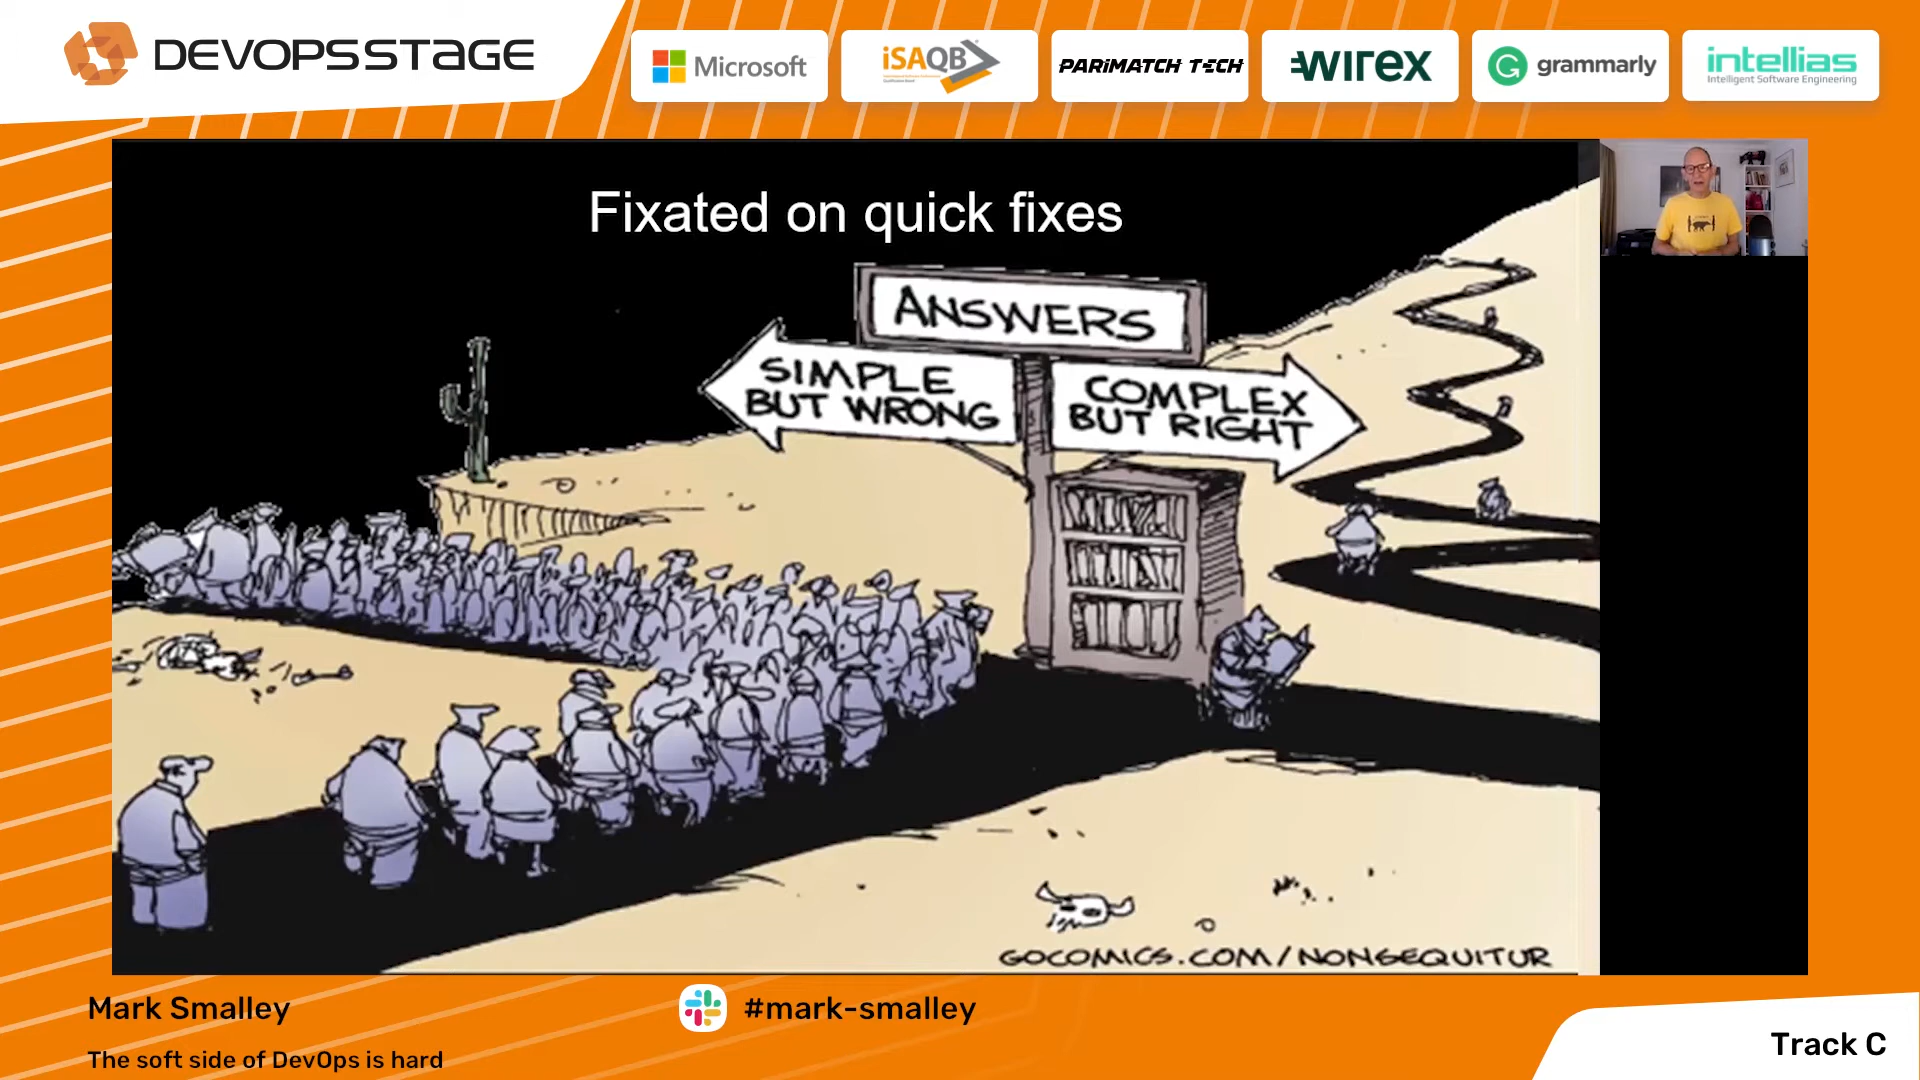 DEVOPSSTAGE
Microsoft
iSAQB
PARIMATCH TECH
WIREX
grammarly
intellias
Intelligent Software Engineering
Fixated on quick fixes
ANSWERS
SIMPLE
BUT WRONG
COMPLEX
BUT RIGHT
GOCOMICS.COM/NONSEQUITUR
Mark Smalley
#mark-smalley
The soft side of DevOps is hard
Track C